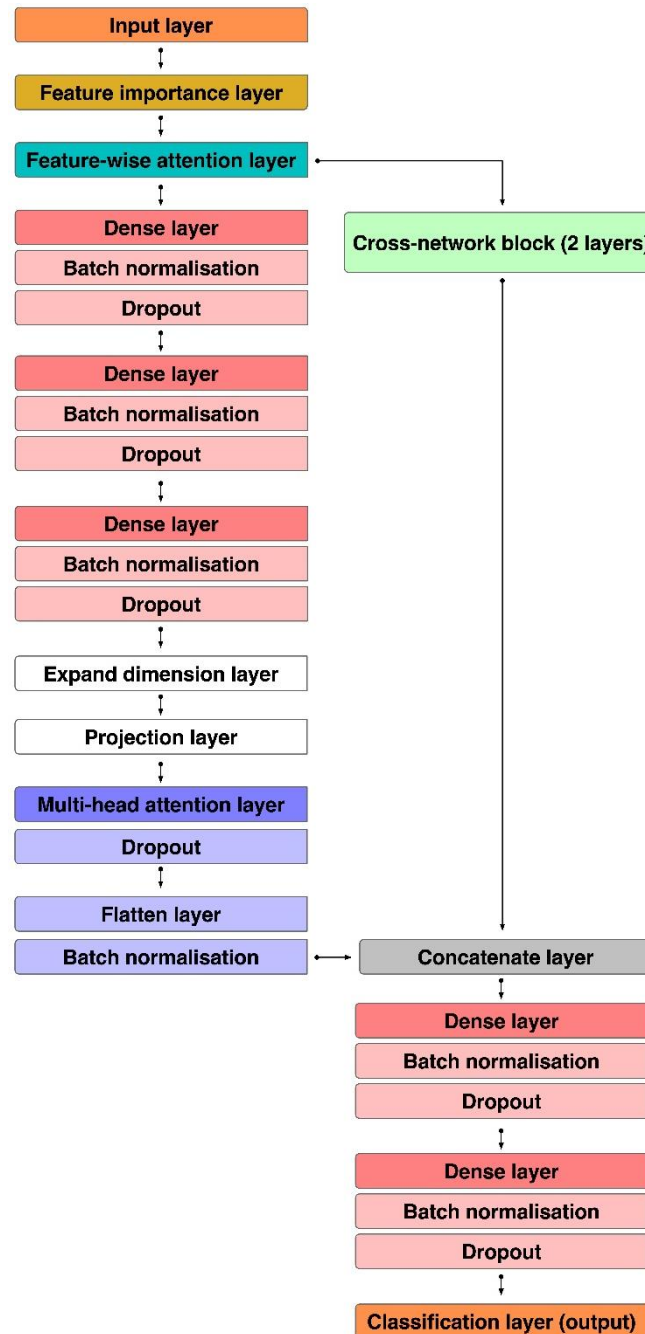 Input layer
Feature importance layer
Feature-wise attention layer
Dense layer
Batch normalisation
Dropout
Dense layer
Batch normalisation
Dropout
Dense layer
Batch normalisation
Dropout
Expand dimension layer
Projection layer
Multi-head attention layer
Dropout
Flatten layer
Batch normalisation
Cross-network block (2 layers)
Concatenate layer
Dense layer
Batch normalisation
Dropout
Dense layer
Batch normalisation
Dropout
Classification layer (output)